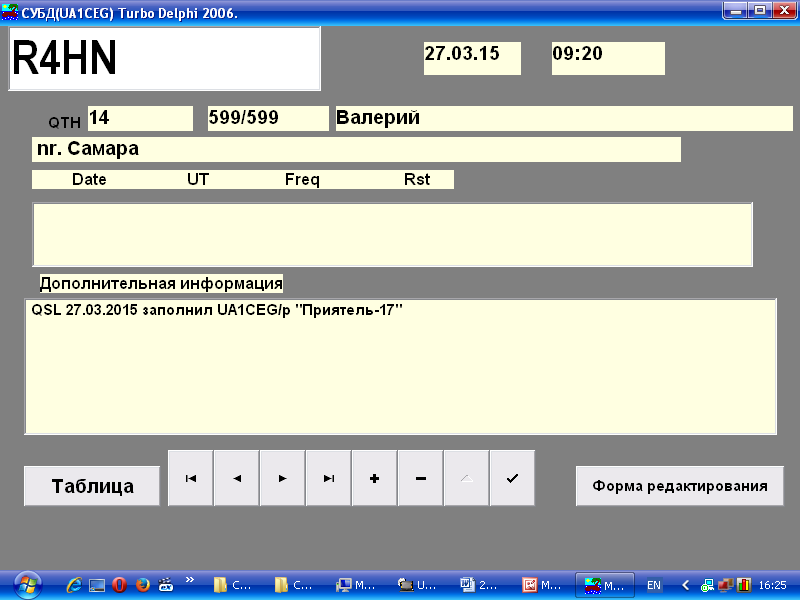 СУБД(UA1CEG) Turbo Delphi 2006.
R4HN
27.03.15 09:20
QTH 14 599/599 Валерий
nr. Самара
Date UT Freq Rst
Дополнительная информация
QSL 27.03.2015 заполнил UA1CEG/p "Приятель-17"
Таблица
Форма редактирования
С... С... М... U... 2... М... М... EN 16:25